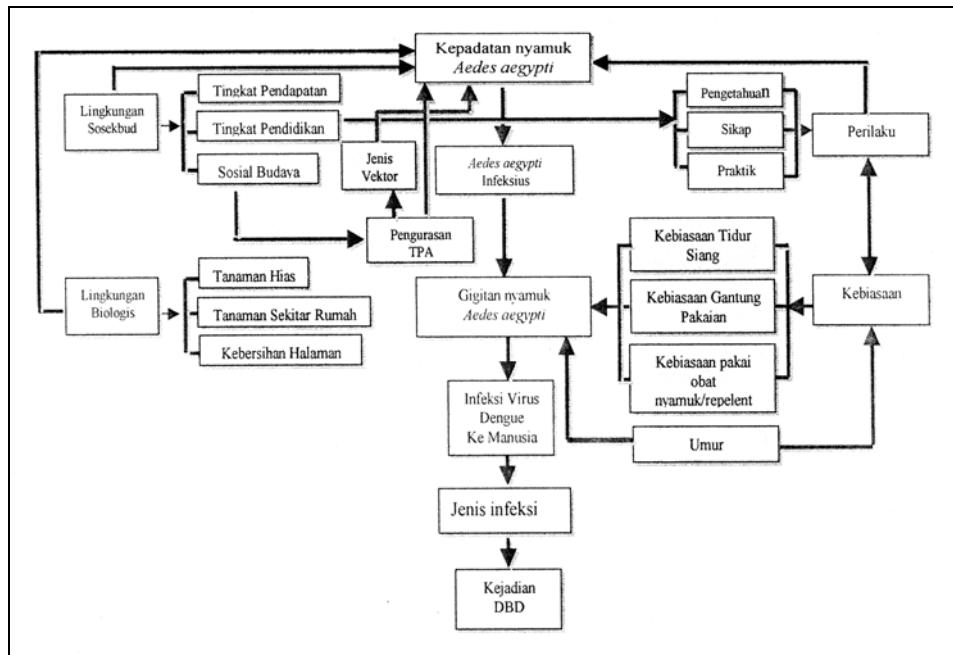 Kepadatan nyamuk
Aedes aegypti
Lingkungan
Sosekbud
Tingkat Pendapatan
Tingkat Pendidikan
Sosial Budaya
Jenis
Vektor
Pengurasan
TPA
Aedes aegypti
Infeksius
Pengetahuan
Sikap
Praktik
Perilaku
Lingkungan
Biologis
Tanaman Hias
Tanaman Sekitar Rumah
Kebersihan Halaman
Gigitan nyamuk
Aedes aegypti
Kebiasaan Tidur
Siang
Kebiasaan Gantung
Pakaian
Kebiasaan pakai
obat
nyamuk/repelent
Kebiasaan
Umur
Infeksi Virus
Dengue
Ke Manusia
Jenis infeksi
Kejadian
DBD